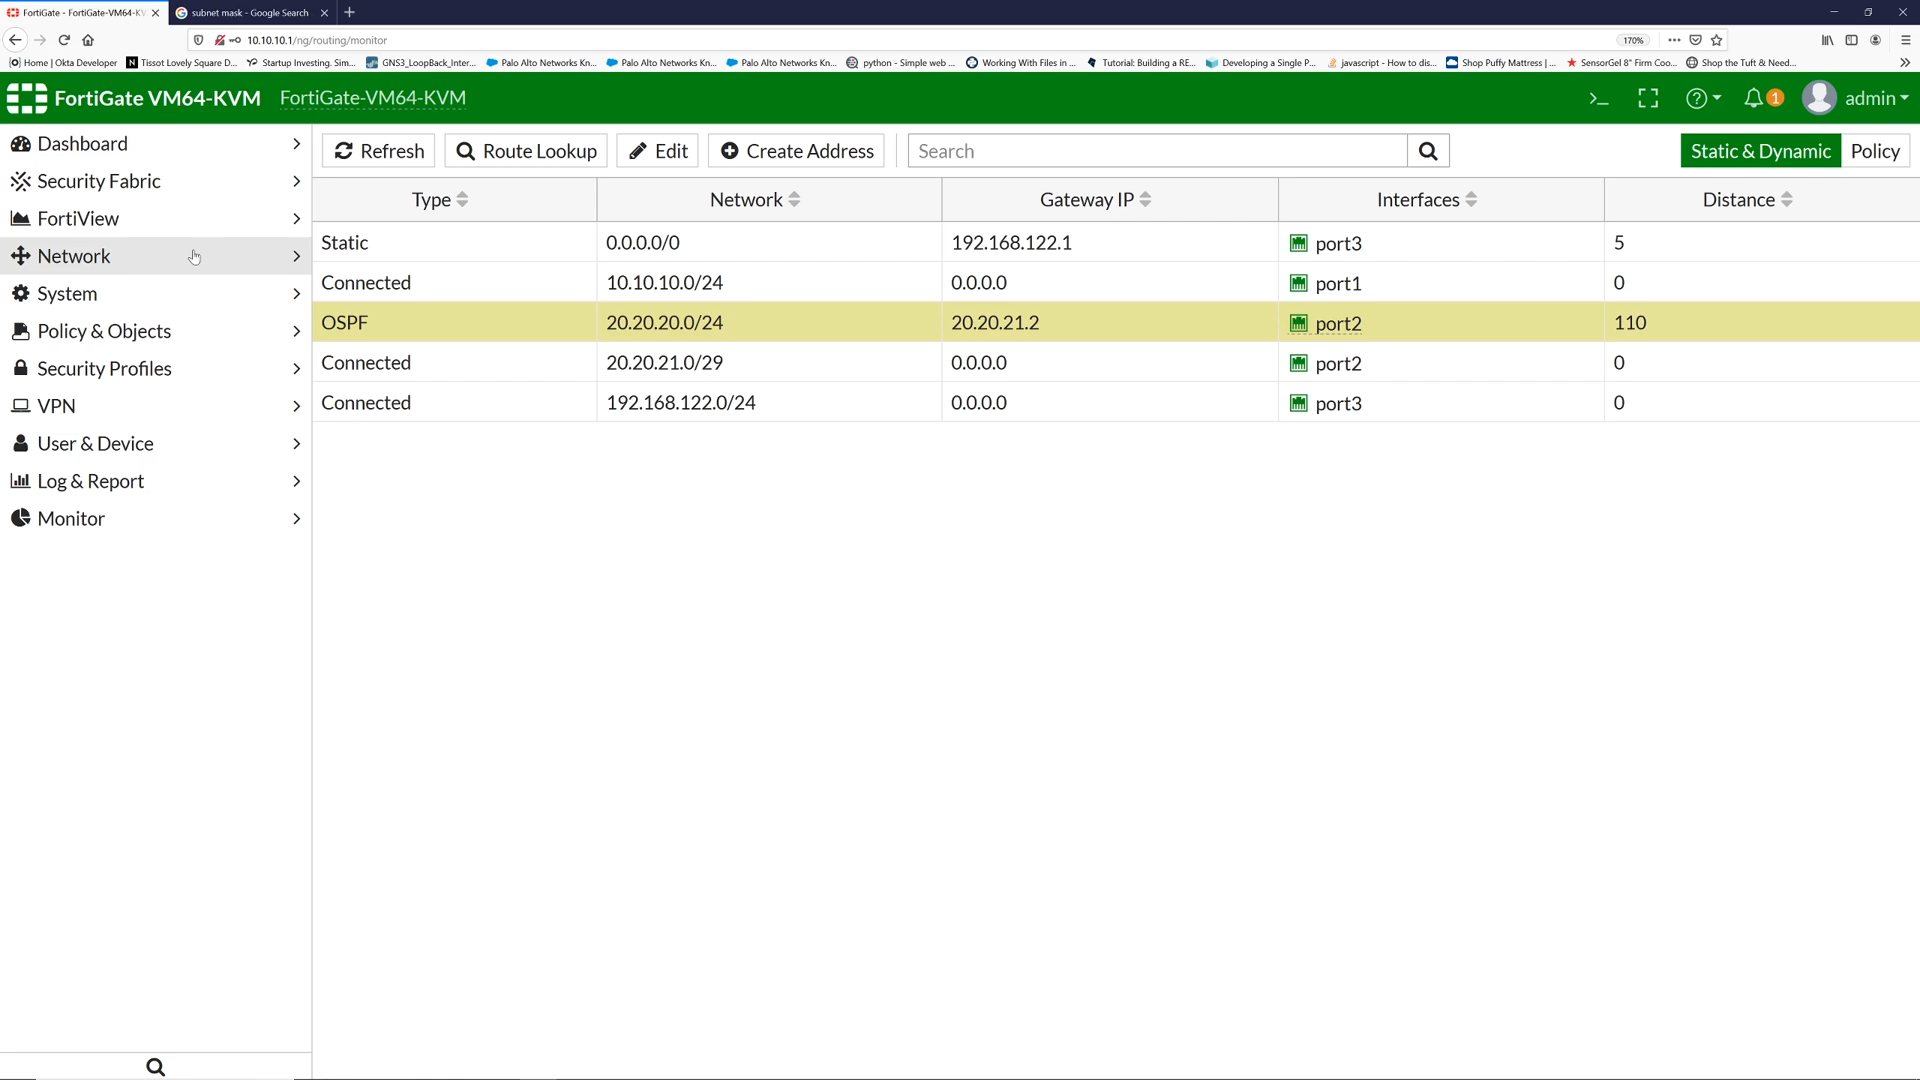 FortiGate - FortiGate-VM64-KV
subnet mask - Google Search
10.10.10.1/ng/routing/monitor
170%
Home | Okta Developer
Tissot Lovely Square D...
Startup Investing. Sim...
GNS3_LoopBack_Inter...
Palo Alto Networks Kn...
Palo Alto Networks Kn...
Palo Alto Networks Kn...
python - Simple web ...
Working With Files in ...
Tutorial: Building a RE...
Developing a Single P...
javascript - How to dis...
Shop Puffy Mattress | ...
SensorGel 8" Firm Coo...
Shop the Tuft & Need...
FortiGate VM64-KVM FortiGate-VM64-KVM
1
admin
Dashboard
Security Fabric
FortiView
Network
System
Policy & Objects
Security Profiles
VPN
User & Device
Log & Report
Monitor
Refresh Route Lookup Edit Create Address Search Static & Dynamic Policy
Type Network Gateway IP Interfaces Distance
Static 0.0.0.0/0 192.168.122.1 port3 5
Connected 10.10.10.0/24 0.0.0.0 port1 0
OSPF 20.20.20.0/24 20.20.21.2 port2 110
Connected 20.20.21.0/29 0.0.0.0 port2 0
Connected 192.168.122.0/24 0.0.0.0 port3 0